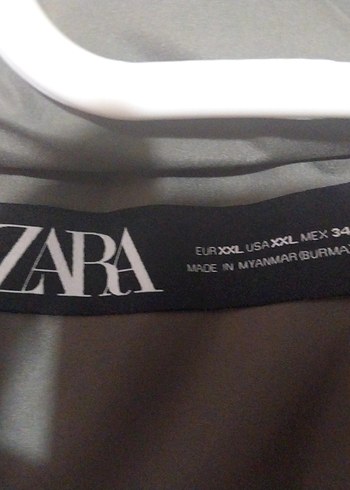 ZARA
EUR XXL USA XXL MEX 34
MADE IN MYANMAR (BURMA)